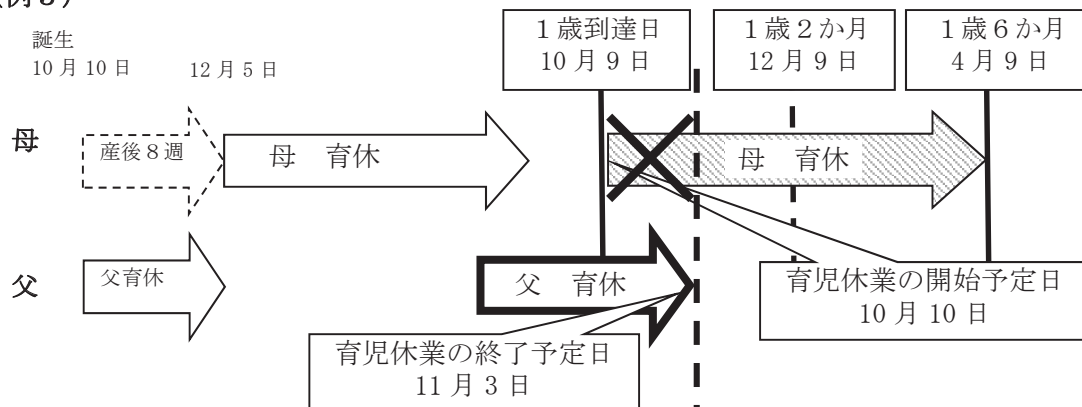 誕生
10月10日
12月5日
1歳到達日
10月9日
1歳2か月
12月9日
1歳6か月
4月9日
母
産後8週
母 育休
母 育休
父
父育休
父 育休
育児休業の開始予定日
10月10日
育児休業の終了予定日
11月3日